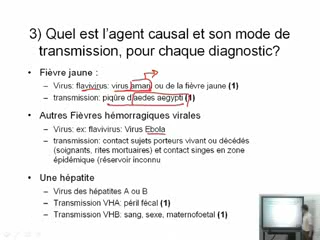 3) Quel est l'agent causal et son mode de
transmission, pour chaque diagnostic?
• Fièvre jaune :
– Virus: flavivirus: virus amaril ou de la fièvre jaune (1)
– transmission: piqûre d'aedes aegypti (1)
• Autres Fièvres hémorragiques virales
– Virus: ex: flavivirus: Virus Ebola
– transmission: contact sujets porteurs vivant ou décédés
(soignants, rites mortuaires) et contact singes en zone
épidémique (réservoir inconnu
• Une hépatite
– Virus des hépatites A ou B
– Transmission VHA: péril fécal (1)
– Transmission VHB: sang, sexe, maternofoetal (1)